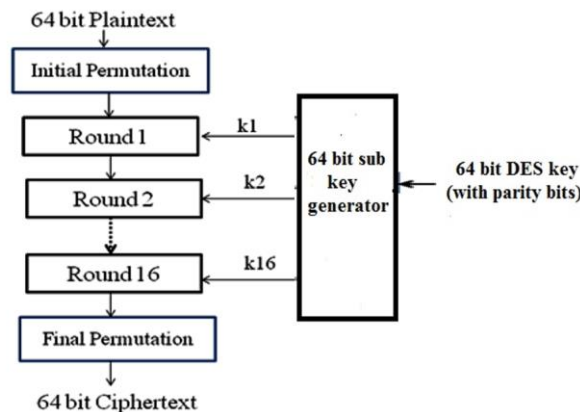 64 bit Plaintext
Initial Permutation
Round 1
k1
Round 2
k2
Round 16
k16
Final Permutation
64 bit Ciphertext
64 bit sub
key
generator
64 bit DES key
(with parity bits)